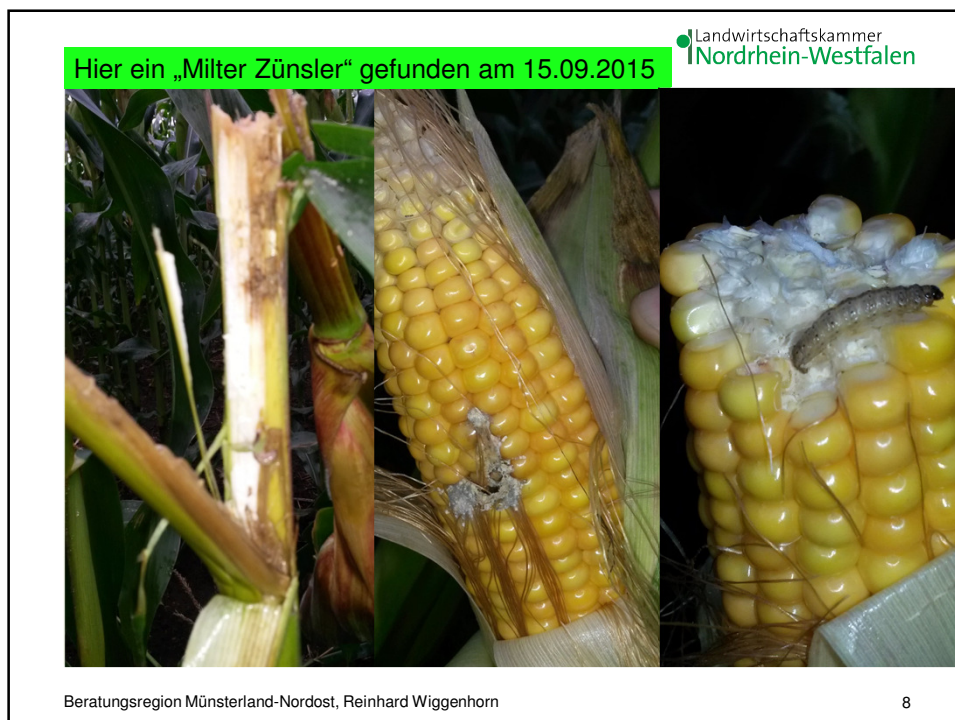 Landwirtschaftskammer
Nordrhein-Westfalen
Hier ein „Milter Zünsler“ gefunden am 15.09.2015
Beratungsregion Münsterland-Nordost, Reinhard Wiggenhorn
8